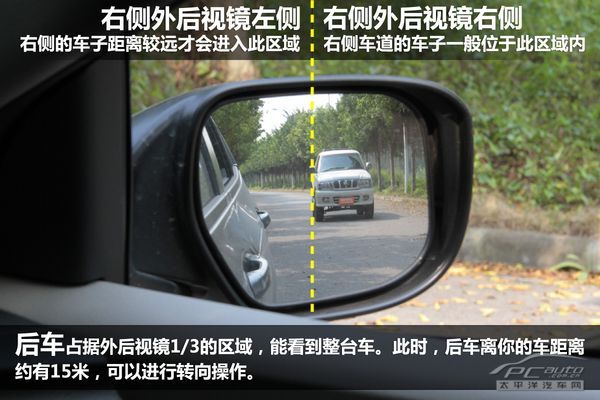 右侧外后视镜左侧
右侧的车子距离较远才会进入此区域
右侧外后视镜右侧
右侧车道的车子一般位于此区域内
后车占据外后视镜1/3的区域，能看到整台车。此时，后车离你的车距离
约有15米，可以进行转向操作。
PCauto
.com.cn
太平洋汽车网